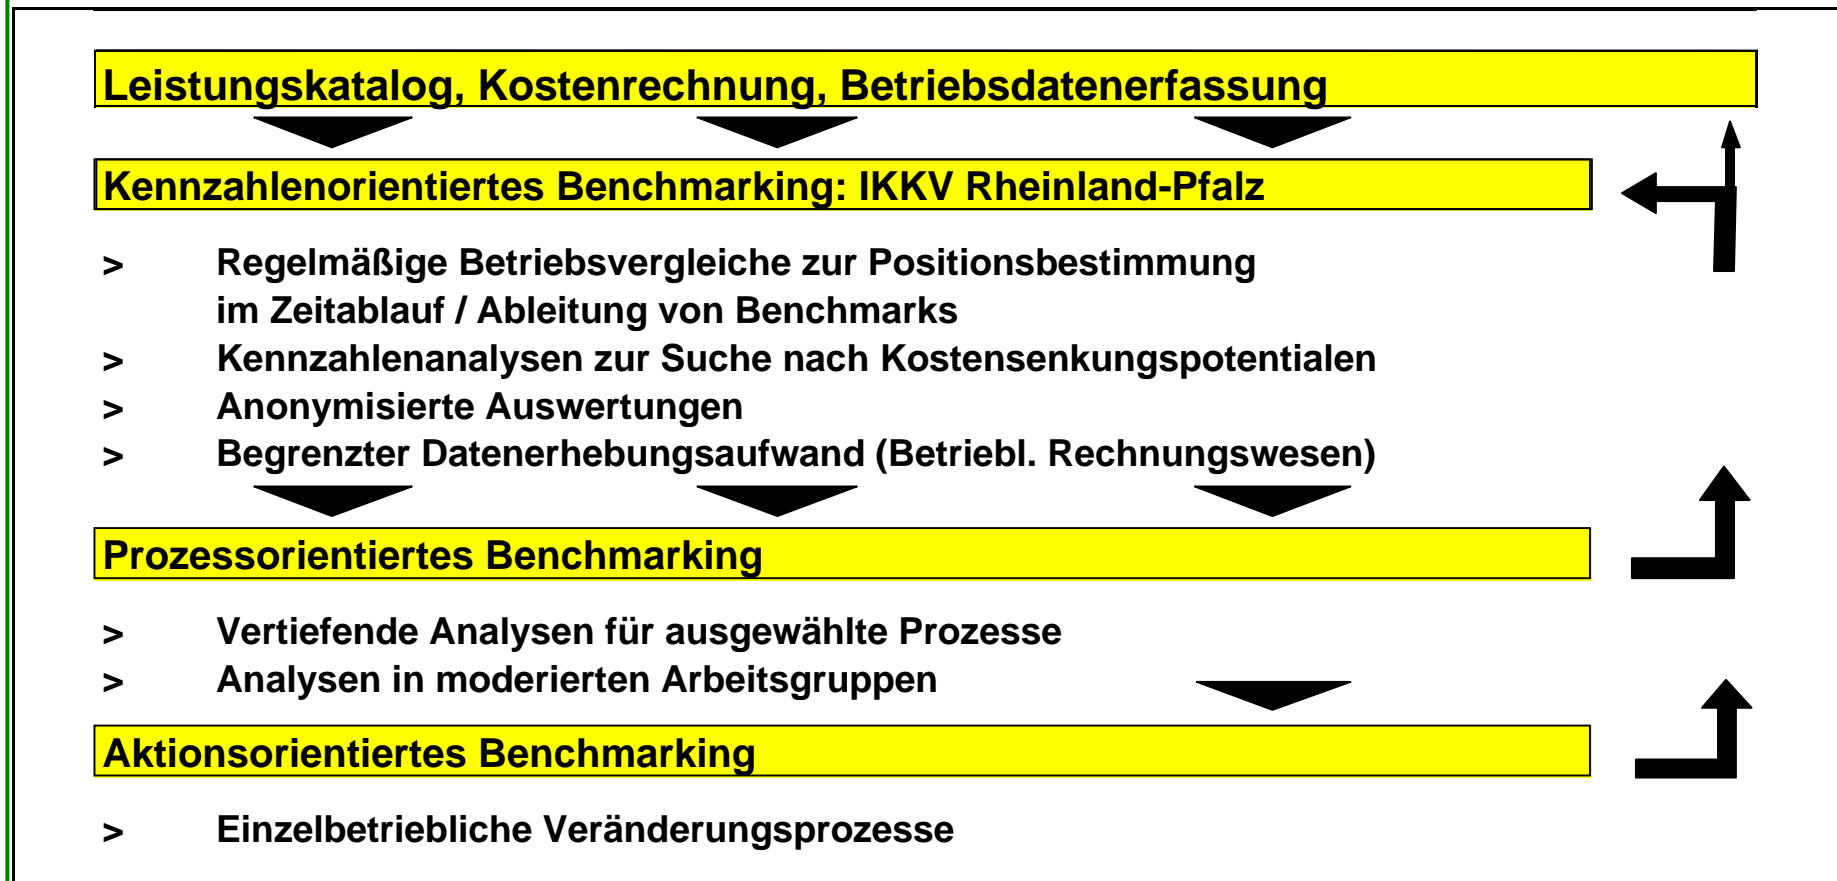 Leistungskatalog, Kostenrechnung, Betriebsdatenerfassung
Kennzahlenorientiertes Benchmarking: IKKV Rheinland-Pfalz
> Regelmäßige Betriebsvergleiche zur Positionsbestimmung
im Zeitablauf / Ableitung von Benchmarks
> Kennzahlenanalysen zur Suche nach Kostensenkungspotentialen
> Anonymisierte Auswertungen
> Begrenzter Datenerhebungsaufwand (Betriebl. Rechnungswesen)
Prozessorientiertes Benchmarking
> Vertiefende Analysen für ausgewählte Prozesse
> Analysen in moderierten Arbeitsgruppen
Aktionsorientiertes Benchmarking
> Einzelbetriebliche Veränderungsprozesse